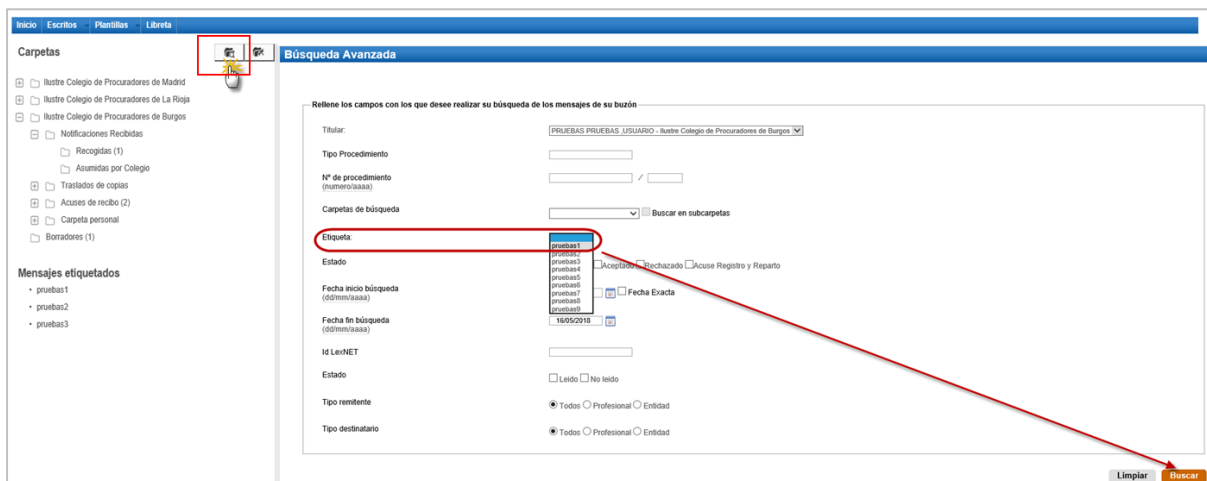 Inicio Escritos Plantillas Libreta
Carpetas
Ilustre Colegio de Procuradores de Madrid
Ilustre Colegio de Procuradores de La Rioja
Ilustre Colegio de Procuradores de Burgos
Notificaciones Recibidas
Recogidas (1)
Asumidas por Colegio
Traslados de copias
Acuses de recibo (2)
Carpeta personal
Borradores (1)
Mensajes etiquetados
• pruebas1
• pruebas2
• pruebas3
Búsqueda Avanzada
Rellene los campos con los que desee realizar su búsqueda de los mensajes de su buzón
Titular: PRUEBAS PRUEBAS ,USUARIO - Ilustre Colegio de Procuradores de Burgos
Tipo Procedimiento
Nº de procedimiento /
(numero/aaaa)
Carpetas de búsqueda Buscar en subcarpetas
Etiqueta:
pruebas1
pruebas2
pruebas3
pruebas4
pruebas5
pruebas6
pruebas7
pruebas8
pruebas9
Estado Aceptado Rechazado Acuse Registro y Reparto
Fecha inicio búsqueda Fecha Exacta
(dd/mm/aaaa)
Fecha fin búsqueda 16/05/2018
(dd/mm/aaaa)
Id LexNET
Estado Leido No leido
Tipo remitente Todos Profesional Entidad
Tipo destinatario Todos Profesional Entidad
Limpiar Buscar